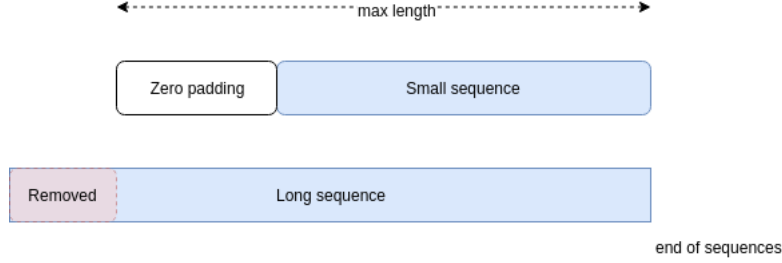 max length
Zero padding
Small sequence
Removed
Long sequence
end of sequences